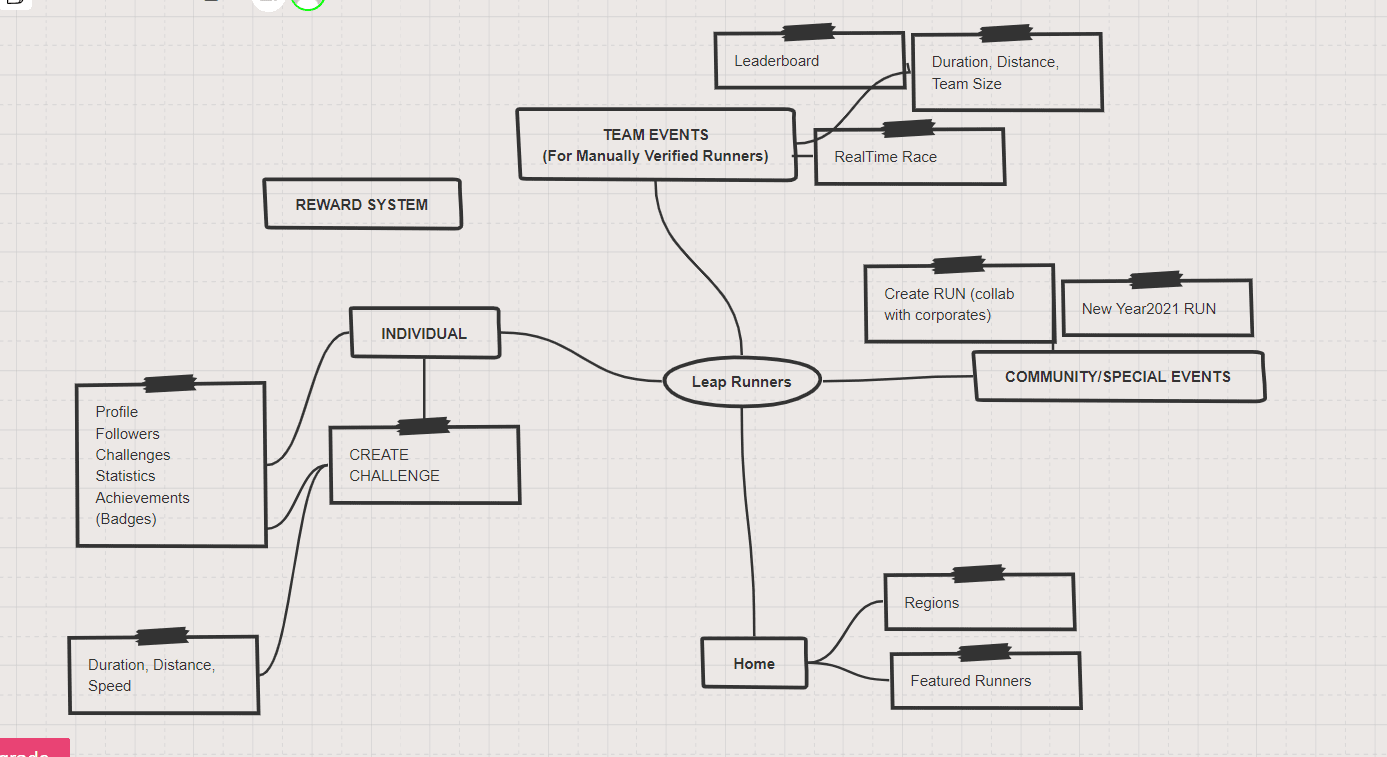 Leaderboard
Duration, Distance,
Team Size
TEAM EVENTS
(For Manually Verified Runners)
RealTime Race
REWARD SYSTEM
Create RUN (collab
with corporates)
New Year2021 RUN
INDIVIDUAL
Leap Runners
COMMUNITY/SPECIAL EVENTS
Profile
Followers
Challenges
Statistics
Achievements
(Badges)
CREATE
CHALLENGE
Duration, Distance,
Speed
Home
Regions
Featured Runners